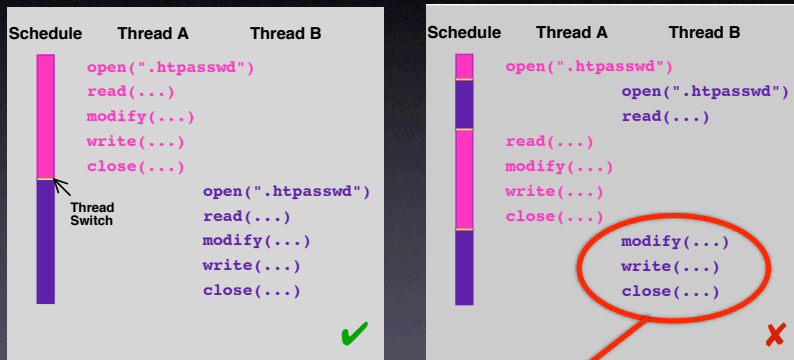 Schedule Thread A Thread B
open(".htpasswd")
read(...)
modify(...)
write(...)
close(...)
Thread
Switch
open(".htpasswd")
read(...)
modify(...)
write(...)
close(...)
Schedule Thread A Thread B
open(".htpasswd")
open(".htpasswd")
read(...)
read(...)
modify(...)
write(...)
close(...)
modify(...)
write(...)
close(...)